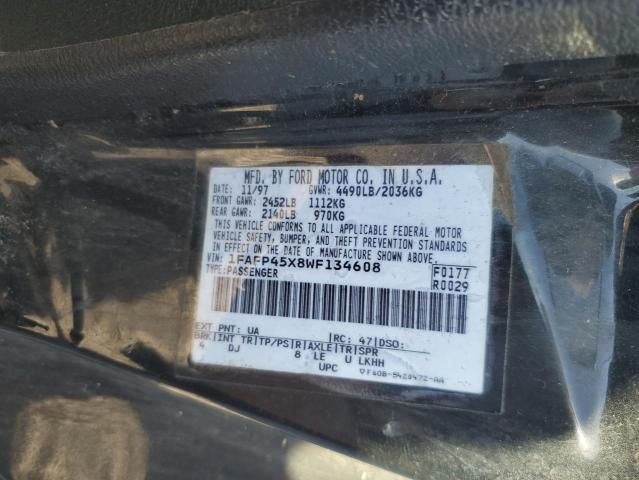 MFD. BY FORD MOTOR CO. IN U.S.A.
DATE: 11/97 GVWR: 4490LB/2036KG
FRONT GAWR: 2452LB 1112KG
REAR GAWR: 2140LB 970KG
THIS VEHICLE CONFORMS TO ALL APPLICABLE FEDERAL MOTOR
VEHICLE SAFETY, BUMPER, AND THEFT PREVENTION STANDARDS
IN EFFECT ON THE DATE OF MANUFACTURE SHOWN ABOVE.
VIN: 1FAFP45X8WF134608 F0177
TYPE: PASSENGER R0029
EXT PNT: UA RC: 47 DSO:
BRK INT TR TP/PS R AXLE TR SPR
4 DJ 8 LE U LKHH
UPC